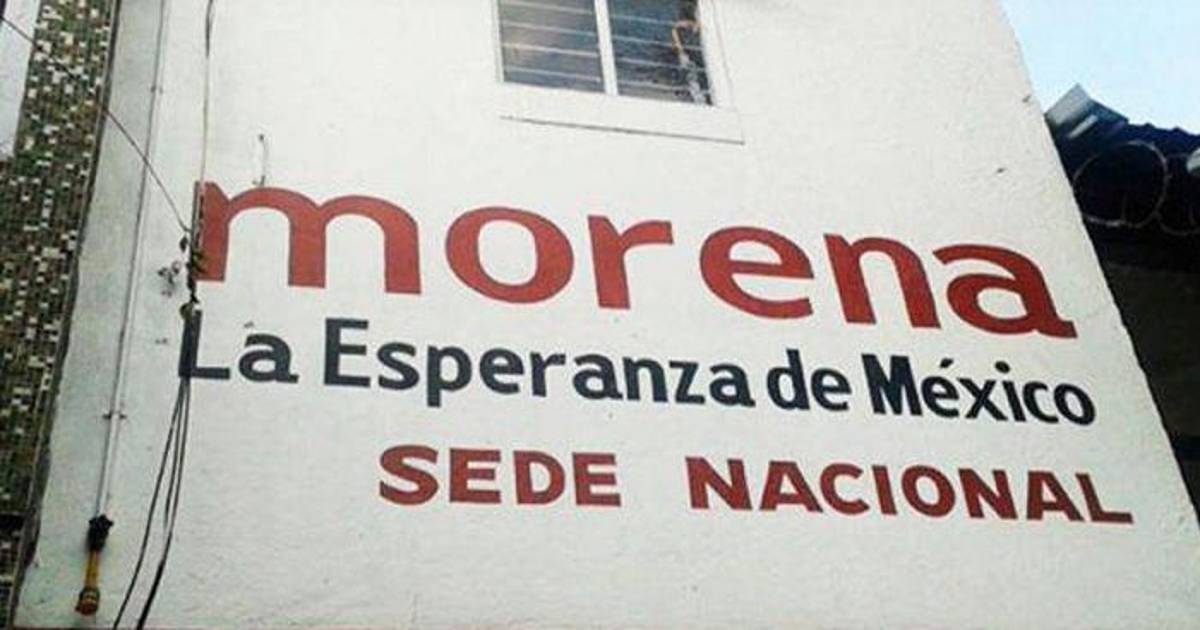 morena
La Esperanza de México
SEDE NACIONAL